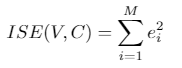 $ISE(V, C) = \sum_{i=1}^{M} e_i^2$